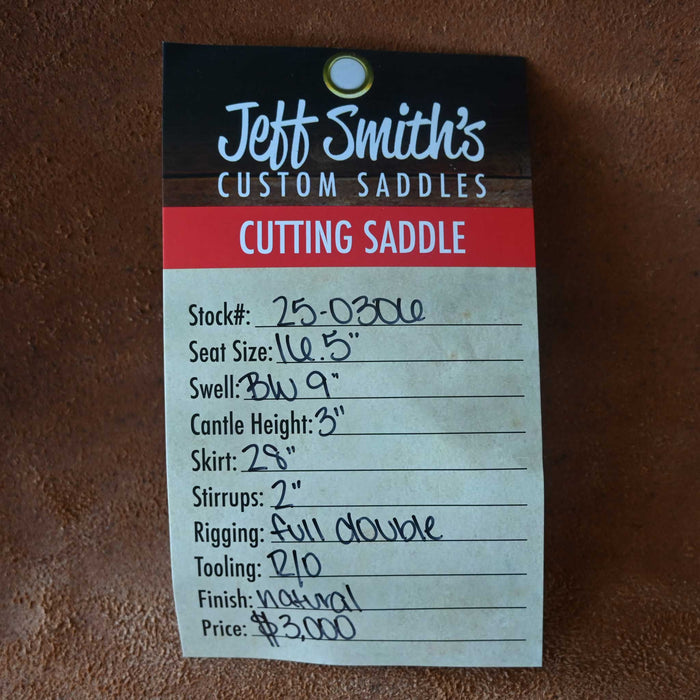 Jeff Smith's
CUSTOM SADDLES
CUTTING SADDLE
Stock#: 25-0306
Seat Size: 16.5"
Swell: BW 9"
Cantle Height: 3"
Skirt: 28"
Stirrups: 2"
Rigging: full double
Tooling: R/O
Finish: natural
Price: $3,000